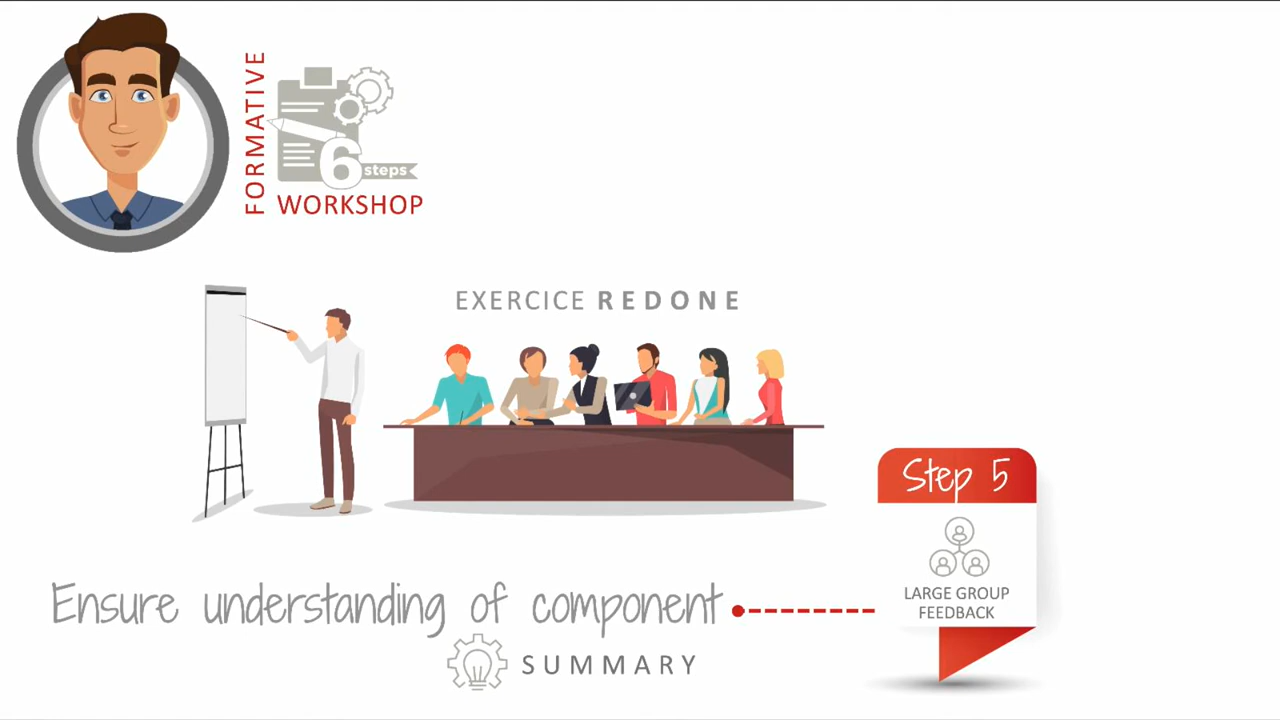 FORMATIVE
6 steps
WORKSHOP
EXERCICE REDONE
Step 5
LARGE GROUP
FEEDBACK
Ensure understanding of component
SUMMARY